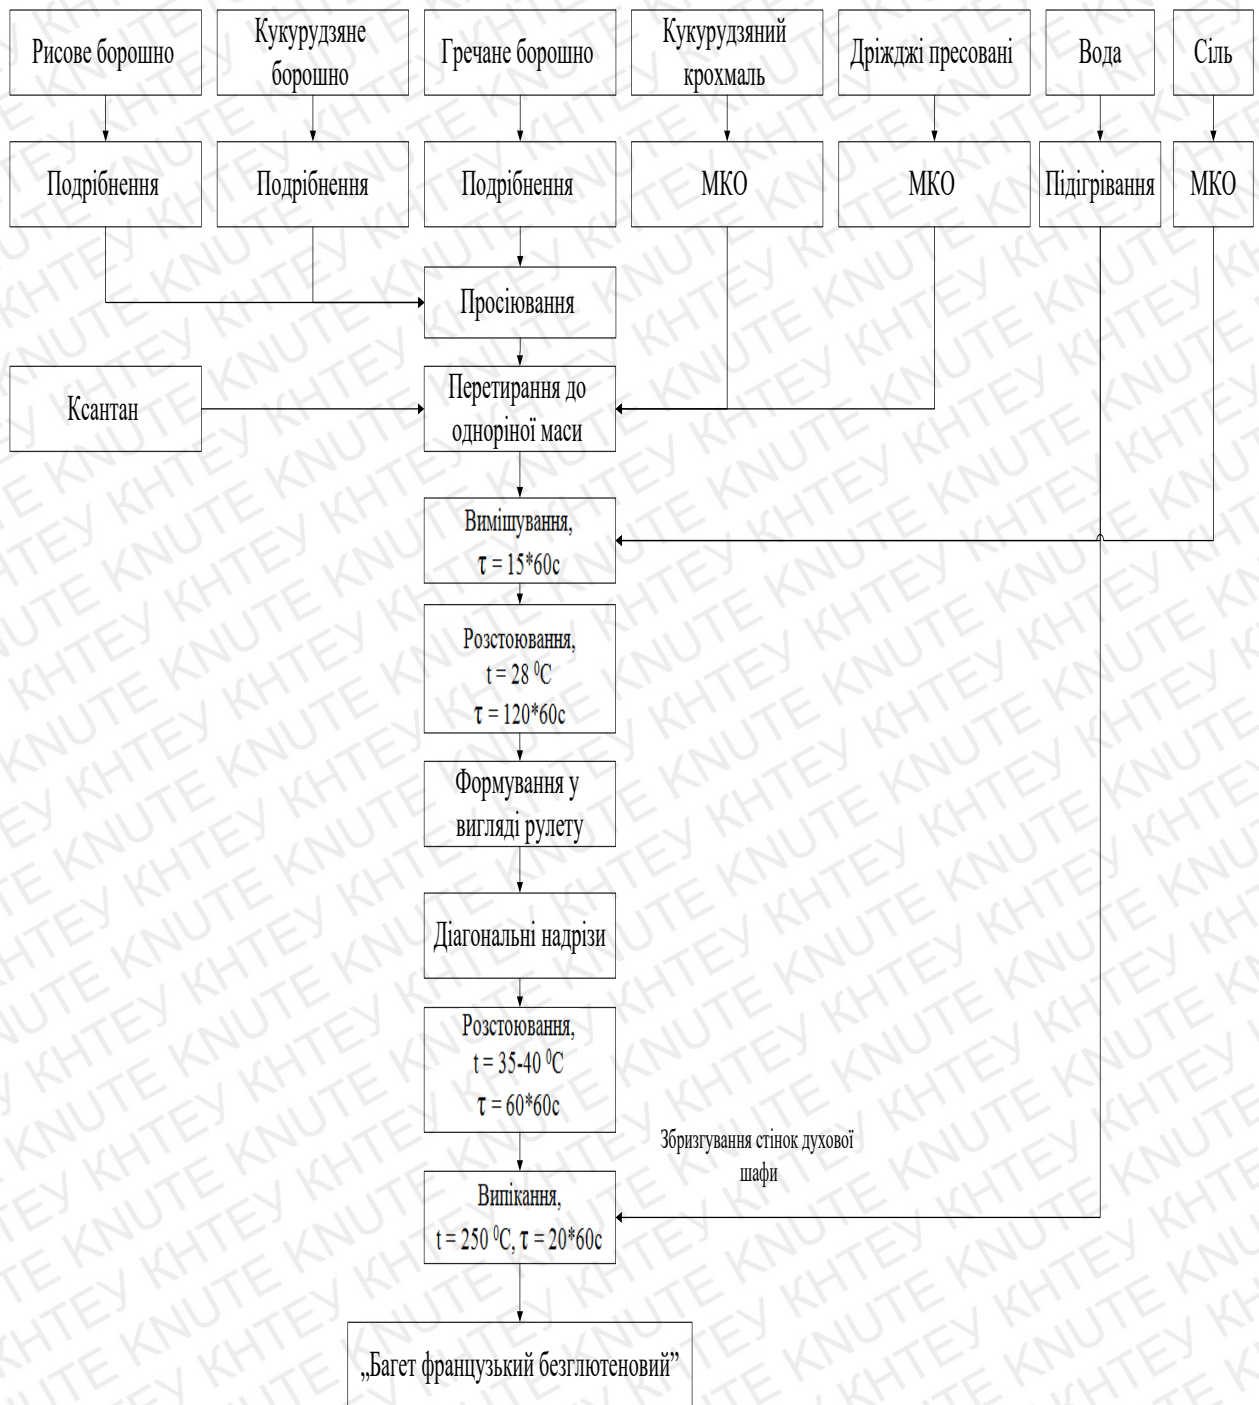 Рисове борошно
Кукурудзяне
борошно
Гречане борошно
Кукурудзяний
крохмаль
Дріжджі пресовані
Вода
Сіль
Подрібнення
Подрібнення
Подрібнення
МКО
МКО
Підігрівання
МКО
Просіювання
Ксантан
Перетирання до
одноріної маси
Вимішування,
τ = 15*60с
Розстоювання,
t = 28 ⁰С
τ = 120*60с
Формування у
вигляді рулету
Діагональні надрізи
Розстоювання,
t = 35-40 ⁰С
τ = 60*60с
Збризгування стінок духової
шафи
Випікання,
t = 250 ⁰С, τ = 20*60с
„Багет французький безглютеновий”